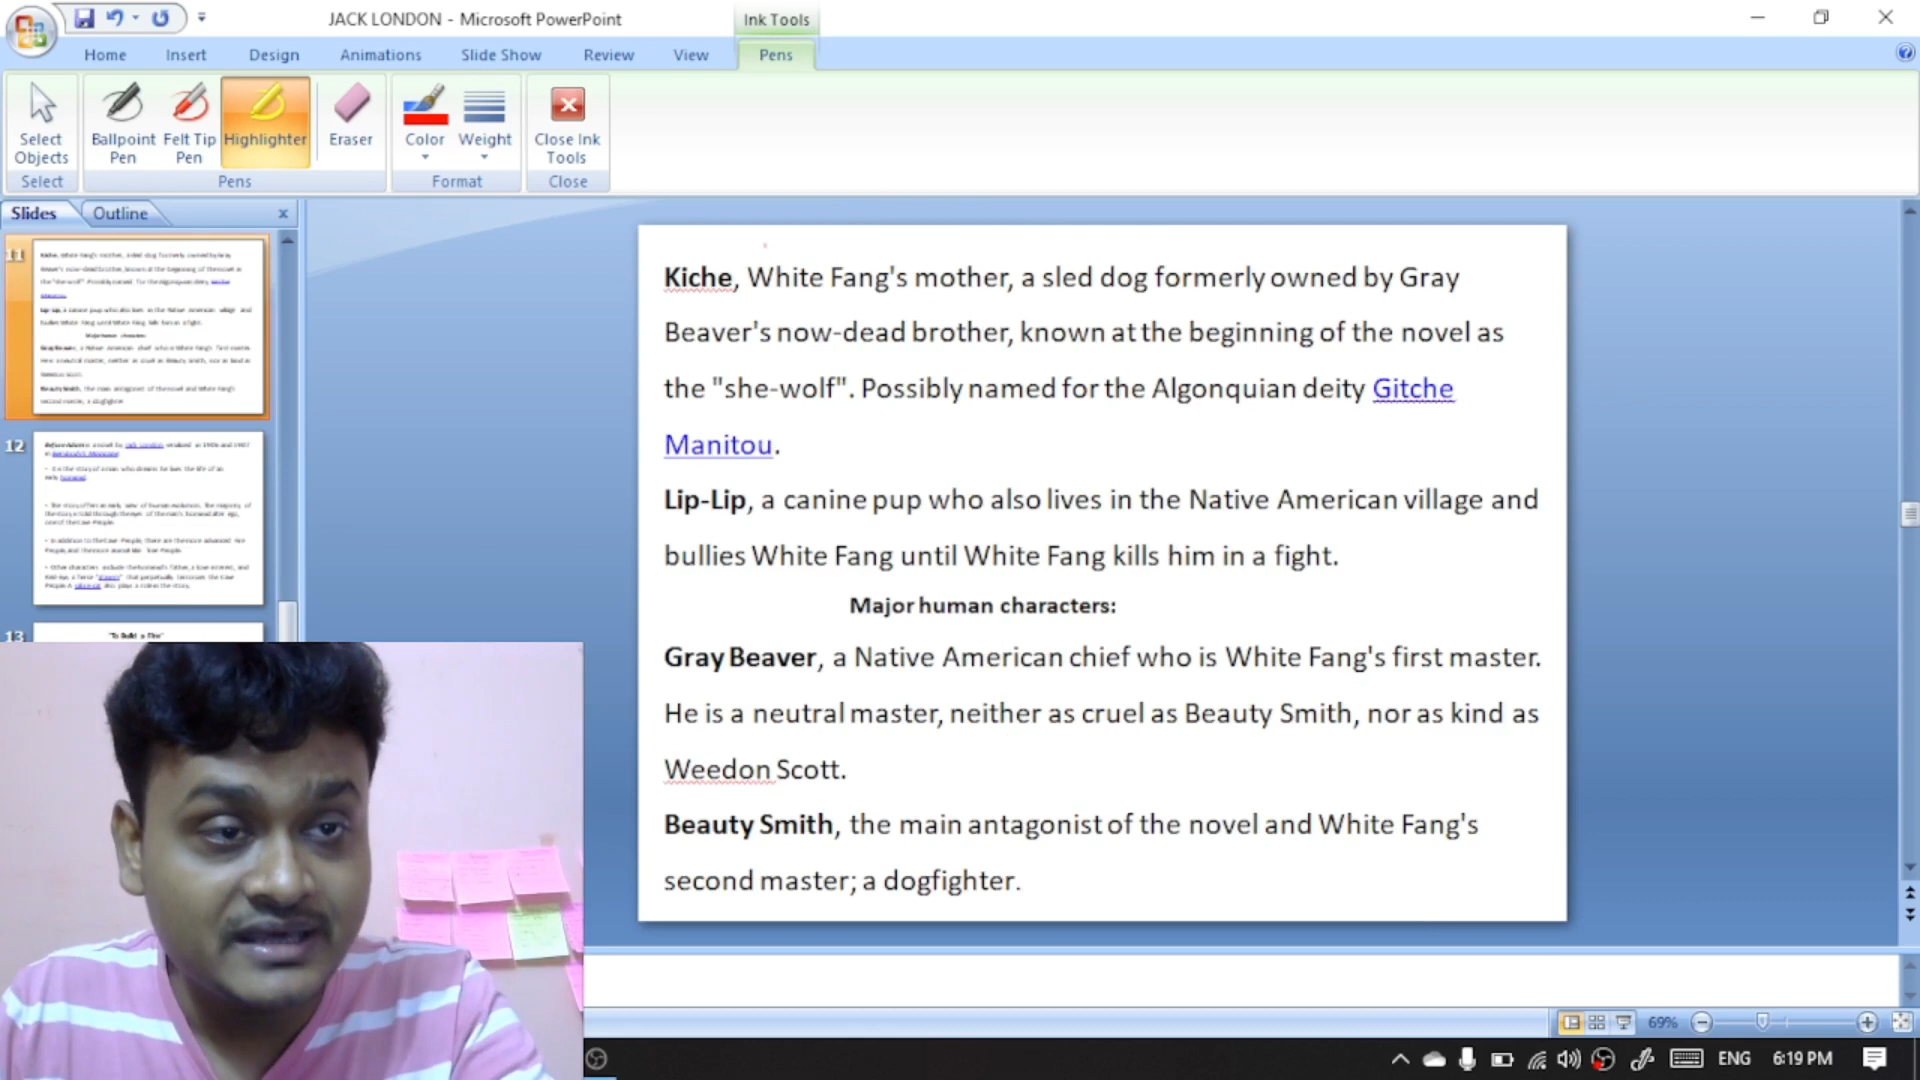 JACK LONDON - Microsoft PowerPoint
Ink Tools
Home Insert Design Animations Slide Show Review View Pens
Select Objects
Ballpoint Pen
Felt Tip Pen
Highlighter
Eraser
Color
Weight
Close Ink Tools
Select Pens Format Close
Slides Outline
11
12
13
"To Build a Fire"
Kiche, White Fang's mother, a sled dog formerly owned by Gray
Beaver's now-dead brother, known at the beginning of the novel as
the "she-wolf". Possibly named for the Algonquian deity Gitche
Manitou.
Lip-Lip, a canine pup who also lives in the Native American village and
bullies White Fang until White Fang kills him in a fight.
Major human characters:
Gray Beaver, a Native American chief who is White Fang's first master.
He is a neutral master, neither as cruel as Beauty Smith, nor as kind as
Weedon Scott.
Beauty Smith, the main antagonist of the novel and White Fang's
second master; a dogfighter.
69%
ENG 6:19 PM